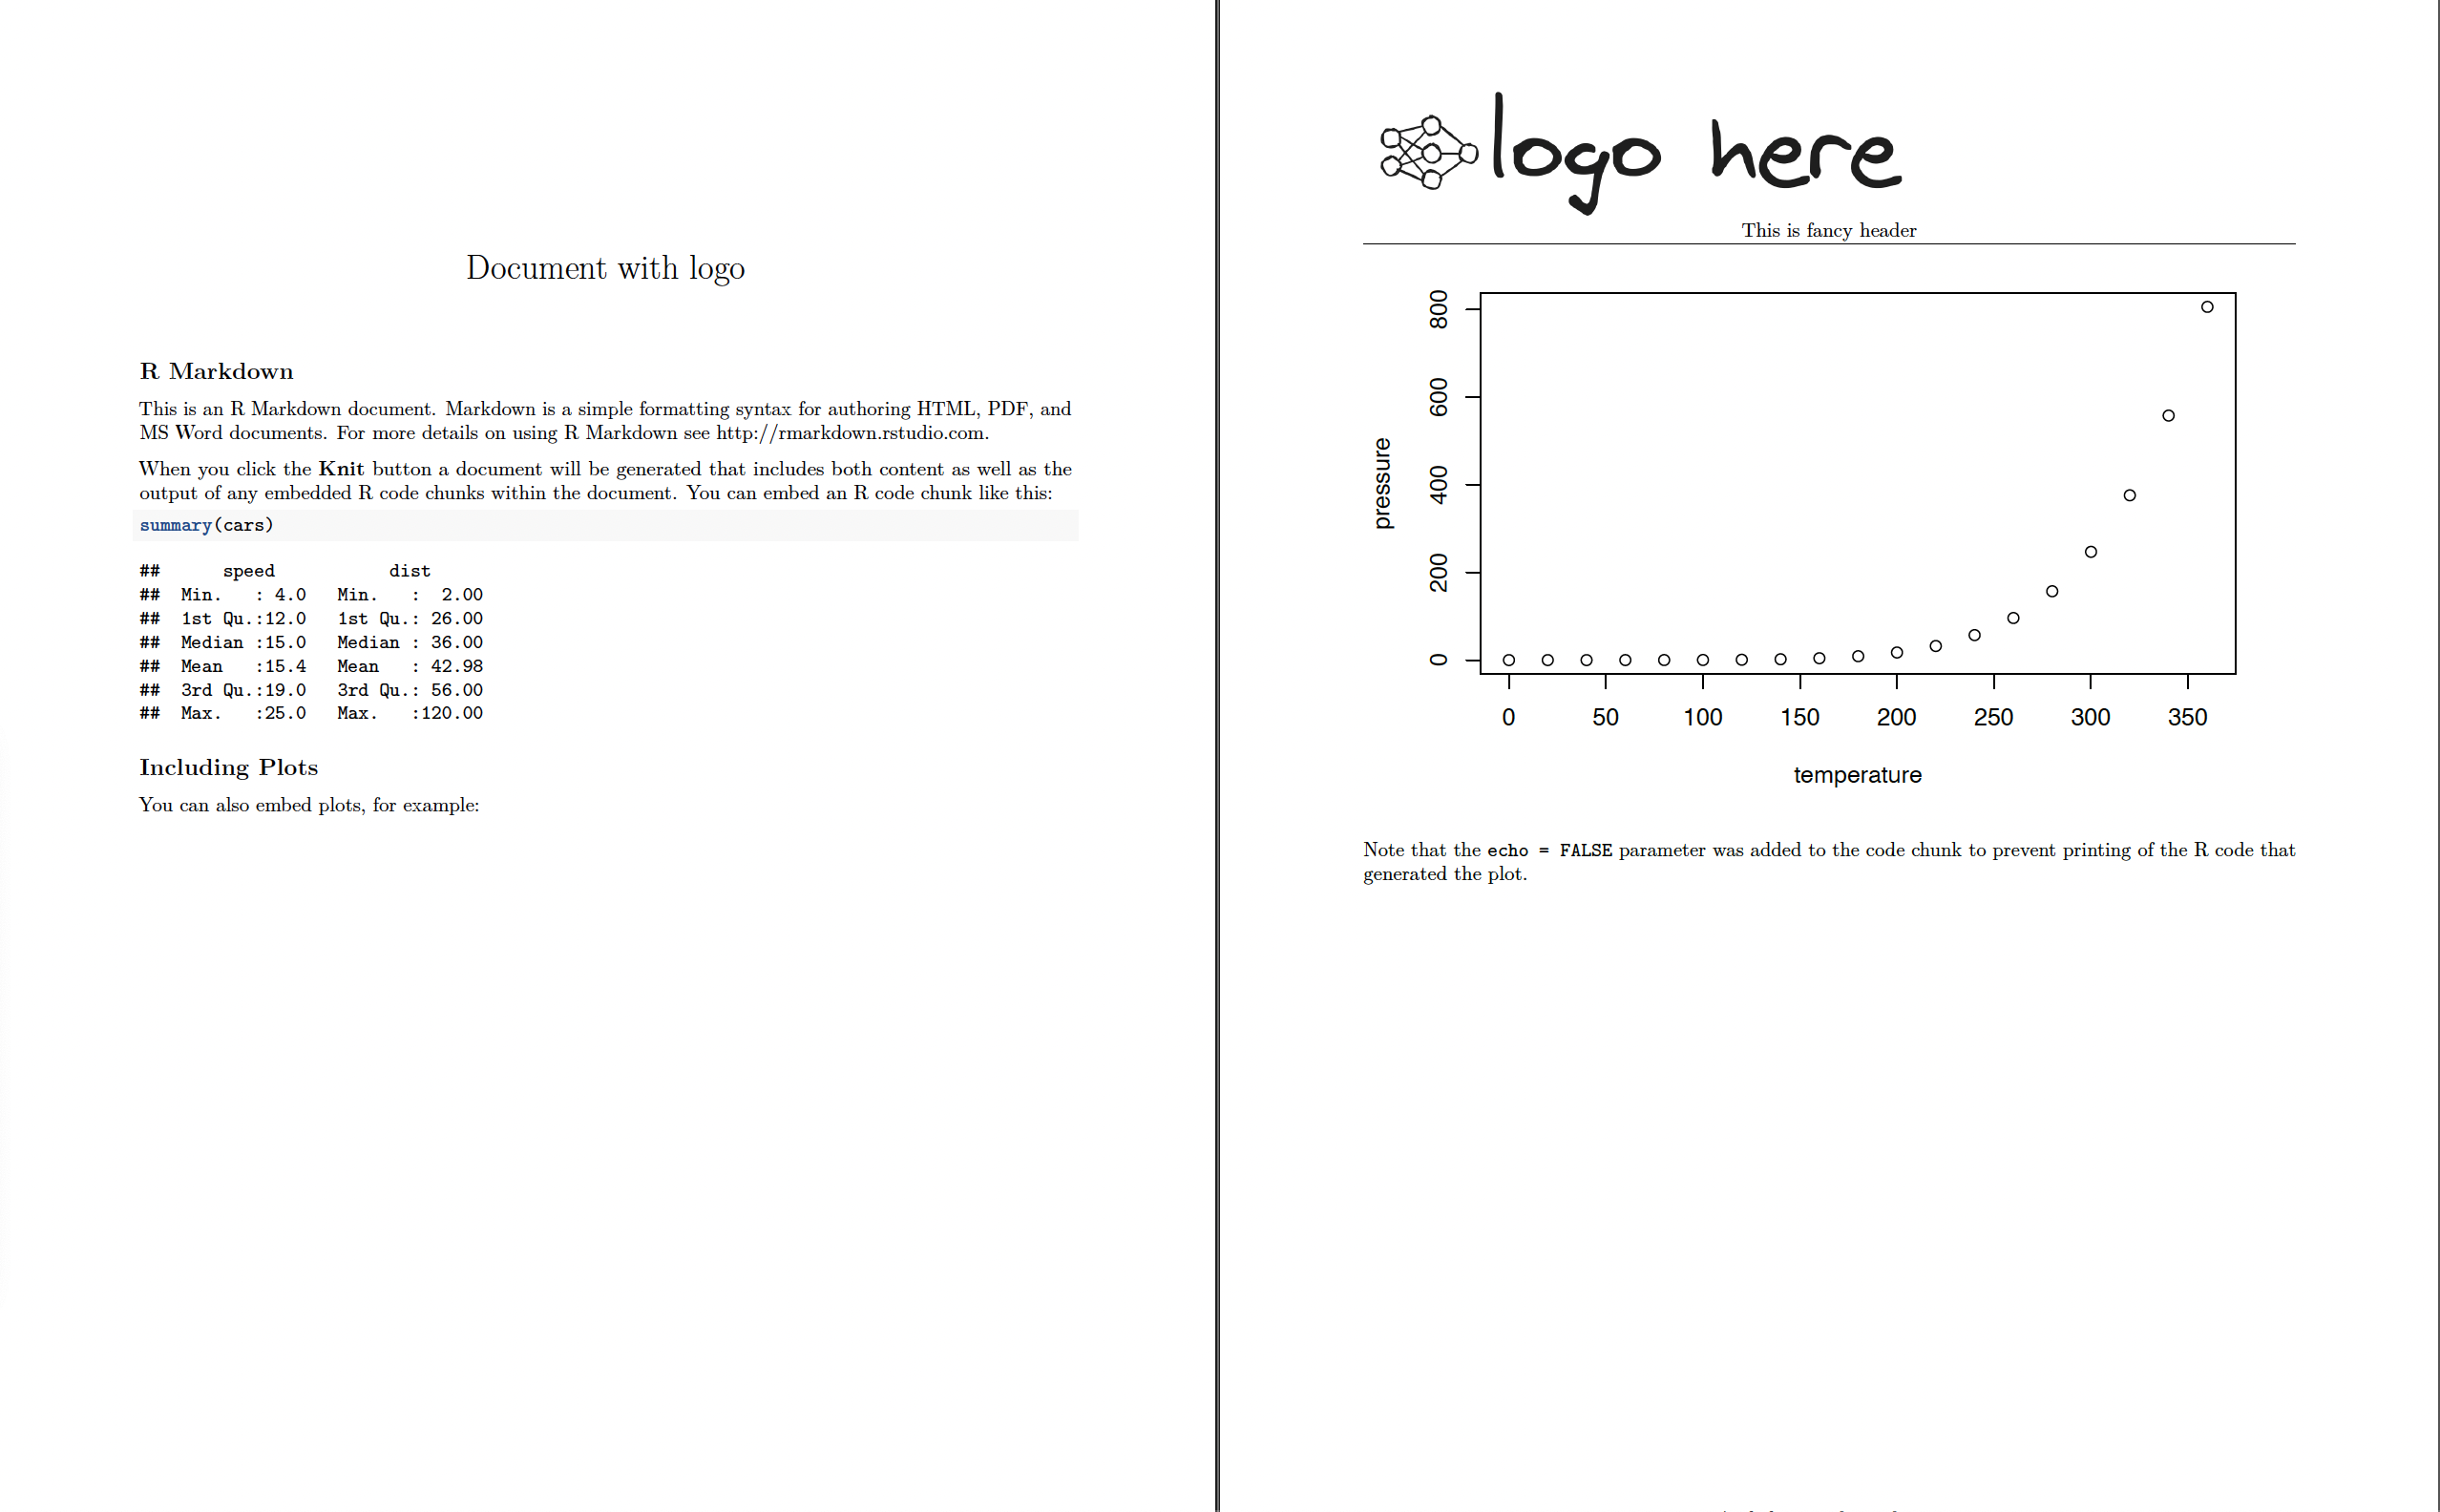 Document with logo
R Markdown
This is an R Markdown document. Markdown is a simple formatting syntax for authoring HTML, PDF, and
MS Word documents. For more details on using R Markdown see http://rmarkdown.rstudio.com.
When you click the Knit button a document will be generated that includes both content as well as the
output of any embedded R code chunks within the document. You can embed an R code chunk like this:
summary(cars)
##      speed           dist
##  Min.   : 4.0   Min.   :  2.00
##  1st Qu.:12.0   1st Qu.: 26.00
##  Median :15.0   Median : 36.00
##  Mean   :15.4   Mean   : 42.98
##  3rd Qu.:19.0   3rd Qu.: 56.00
##  Max.   :25.0   Max.   :120.00
Including Plots
You can also embed plots, for example:
logo here
This is fancy header
800
600
400
200
0
pressure
0 50 100 150 200 250 300 350
temperature
Note that the echo = FALSE parameter was added to the code chunk to prevent printing of the R code that
generated the plot.